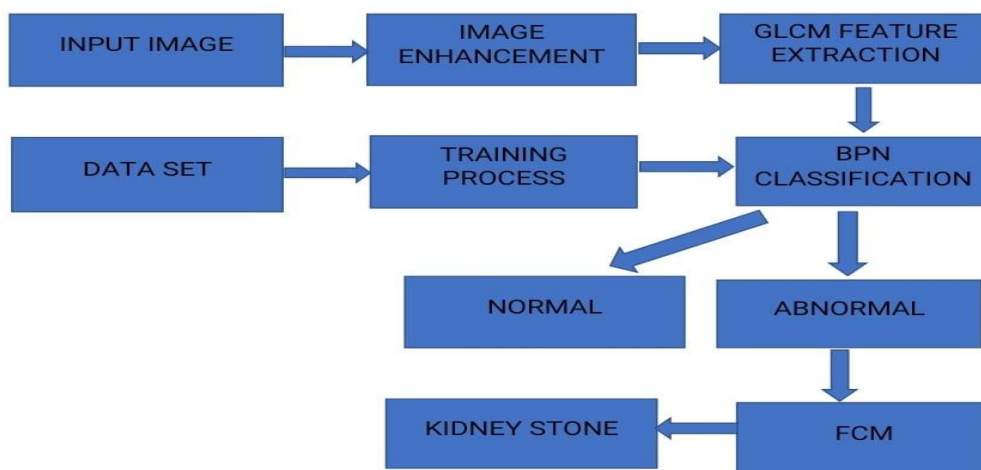 INPUT IMAGE
IMAGE
ENHANCEMENT
GLCM FEATURE
EXTRACTION
DATA SET
TRAINING
PROCESS
BPN
CLASSIFICATION
NORMAL
ABNORMAL
KIDNEY STONE
FCM